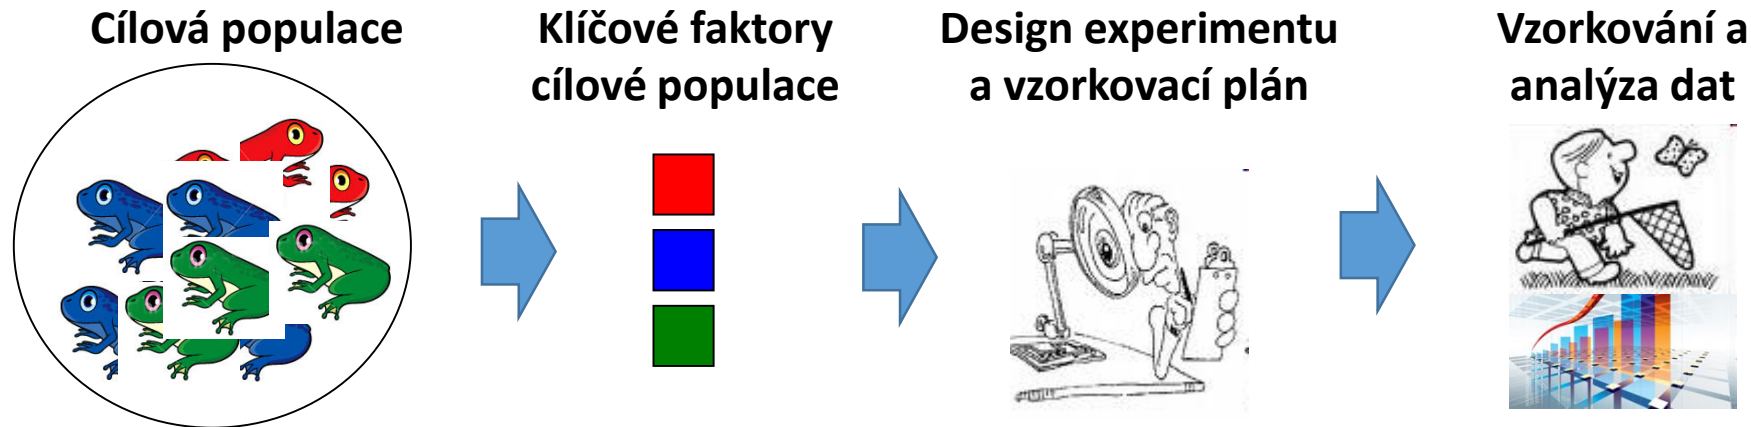 Cílová populace
Klíčové faktory
cílové populace
Design experimentu
a vzorkovací plán
Vzorkování a
analýza dat